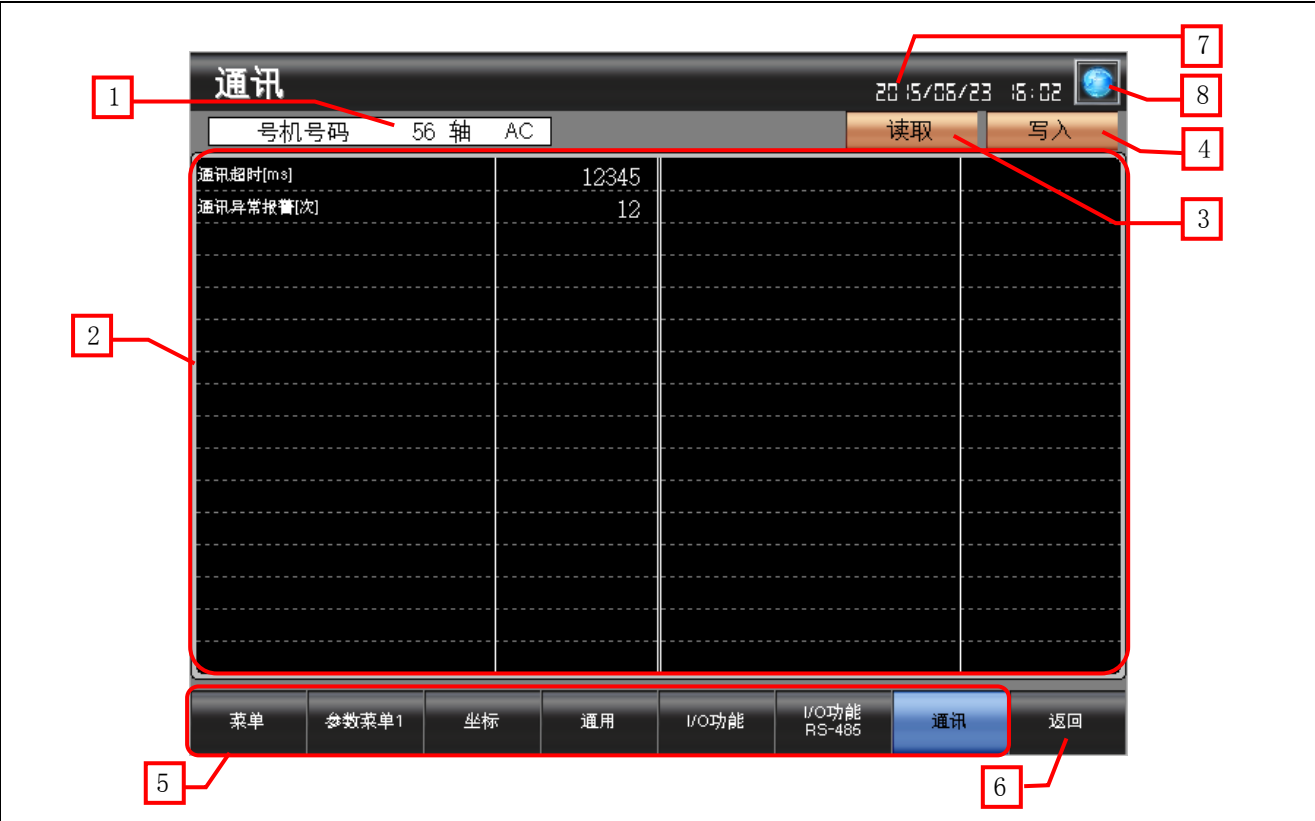 7
通讯
2015/06/23 16:02
1
8
号机号码 56 轴 AC
读取
写入
4
通讯超时[ms] 12345
3
通讯异常报警[次] 12
2
菜单
参数菜单1
坐标
通用
I/O功能
I/O功能
RS-485
通讯
返回
5
6